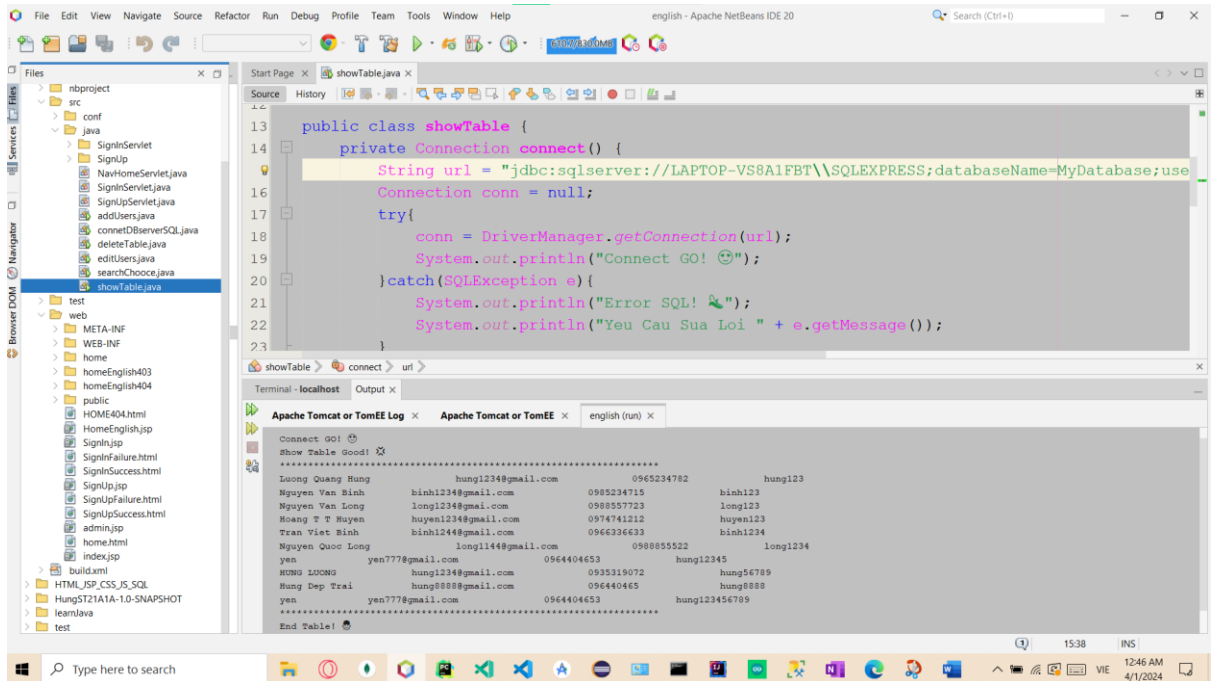 File Edit View Navigate Source Refactor Run Debug Profile Team Tools Window Help english - Apache NetBeans IDE 20 Search (Ctrl+I)
Files
Start Page
showTable.java
Source History
Files
Services
Navigator
Browser DOM
nbproject
src
conf
java
SignInServlet
SignUp
NavHomeServlet.java
SignInServlet.java
SignUpServlet.java
addUsers.java
connetDBserverSQL.java
deleteTable.java
editUsers.java
searchChooce.java
showTable.java
test
web
META-INF
WEB-INF
home
homeEnglish403
homeEnglish404
public
HOME404.html
HomeEnglish.jsp
SignIn.jsp
SignInFailure.html
SignInSuccess.html
SignUp.jsp
SignUpFailure.html
SignUpSuccess.html
admin.jsp
home.html
index.jsp
build.xml
HTML_JSP_CSS_JS_SQL
HungST21A1A-1.0-SNAPSHOT
learnJava
test
12
13 public class showTable {
14 private Connection connect() {
String url = "jdbc:sqlserver://LAPTOP-VS8A1FBT\\SQLEXPRESS;databaseName=MyDatabase;use
16 Connection conn = null;
17 try{
18 conn = DriverManager.getConnection(url);
19 System.out.println("Connect GO! 🙂");
20 }catch(SQLException e){
21 System.out.println("Error SQL! ");
22 System.out.println("Yeu Cau Sua Loi " + e.getMessage());
23 }
showTable connect url
Terminal - localhost Output
Apache Tomcat or TomEE Log Apache Tomcat or TomEE english (run)
Connect GO! 🙂
Show Table Good! 
Luong Quang Hung hung1234@gmail.com 0965234782 hung123
Nguyen Van Binh binh1234@gmail.com 0985234715 binh123
Nguyen Van Long long1234@gmai.com 0988557723 long123
Hoang T T Huyen huyen1234@gmail.com 0974741212 huyen123
Tran Viet Binh binh1244@gmail.com 0966336633 binh1234
Nguyen Quoc Long long1144@gmail.com 0988855522 long1234
yen yen777@gmail.com 0964404653 hung12345
HUNG LUONG hung1234@gmail.com 0935319072 hung56789
Hung Dep Trai hung8888@gmail.com 096440465 hung8888
yen yen777@gmail.com 0964404653 hung123456789
End Table! 
1 15:38 INS
Type here to search
VIE
12:46 AM
4/1/2024